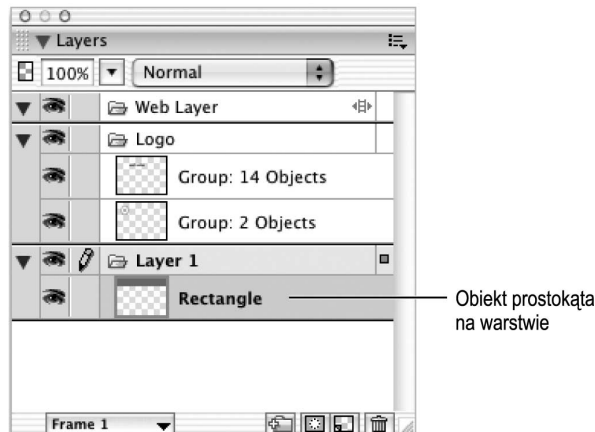 Layers
100% Normal
Web Layer
Logo
Group: 14 Objects
Group: 2 Objects
Layer 1
Rectangle
Obiekt prostokąta
na warstwie
Frame 1